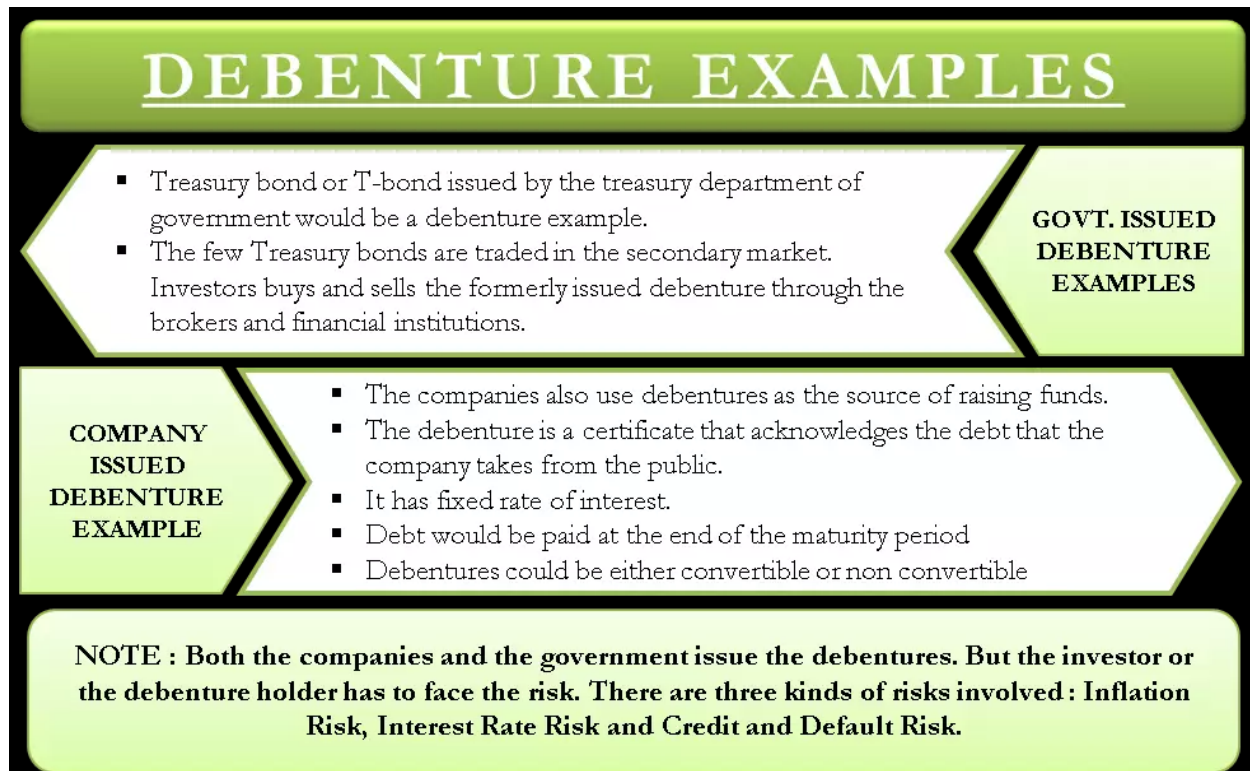 DEBENTURE EXAMPLES
▪ Treasury bond or T-bond issued by the treasury department of
government would be a debenture example.
▪ The few Treasury bonds are traded in the secondary market.
Investors buys and sells the formerly issued debenture through the
brokers and financial institutions.
GOVT. ISSUED
DEBENTURE
EXAMPLES
COMPANY
ISSUED
DEBENTURE
EXAMPLE
▪ The companies also use debentures as the source of raising funds.
▪ The debenture is a certificate that acknowledges the debt that the
company takes from the public.
▪ It has fixed rate of interest.
▪ Debt would be paid at the end of the maturity period
▪ Debentures could be either convertible or non convertible
NOTE : Both the companies and the government issue the debentures. But the investor or
the debenture holder has to face the risk. There are three kinds of risks involved : Inflation
Risk, Interest Rate Risk and Credit and Default Risk.